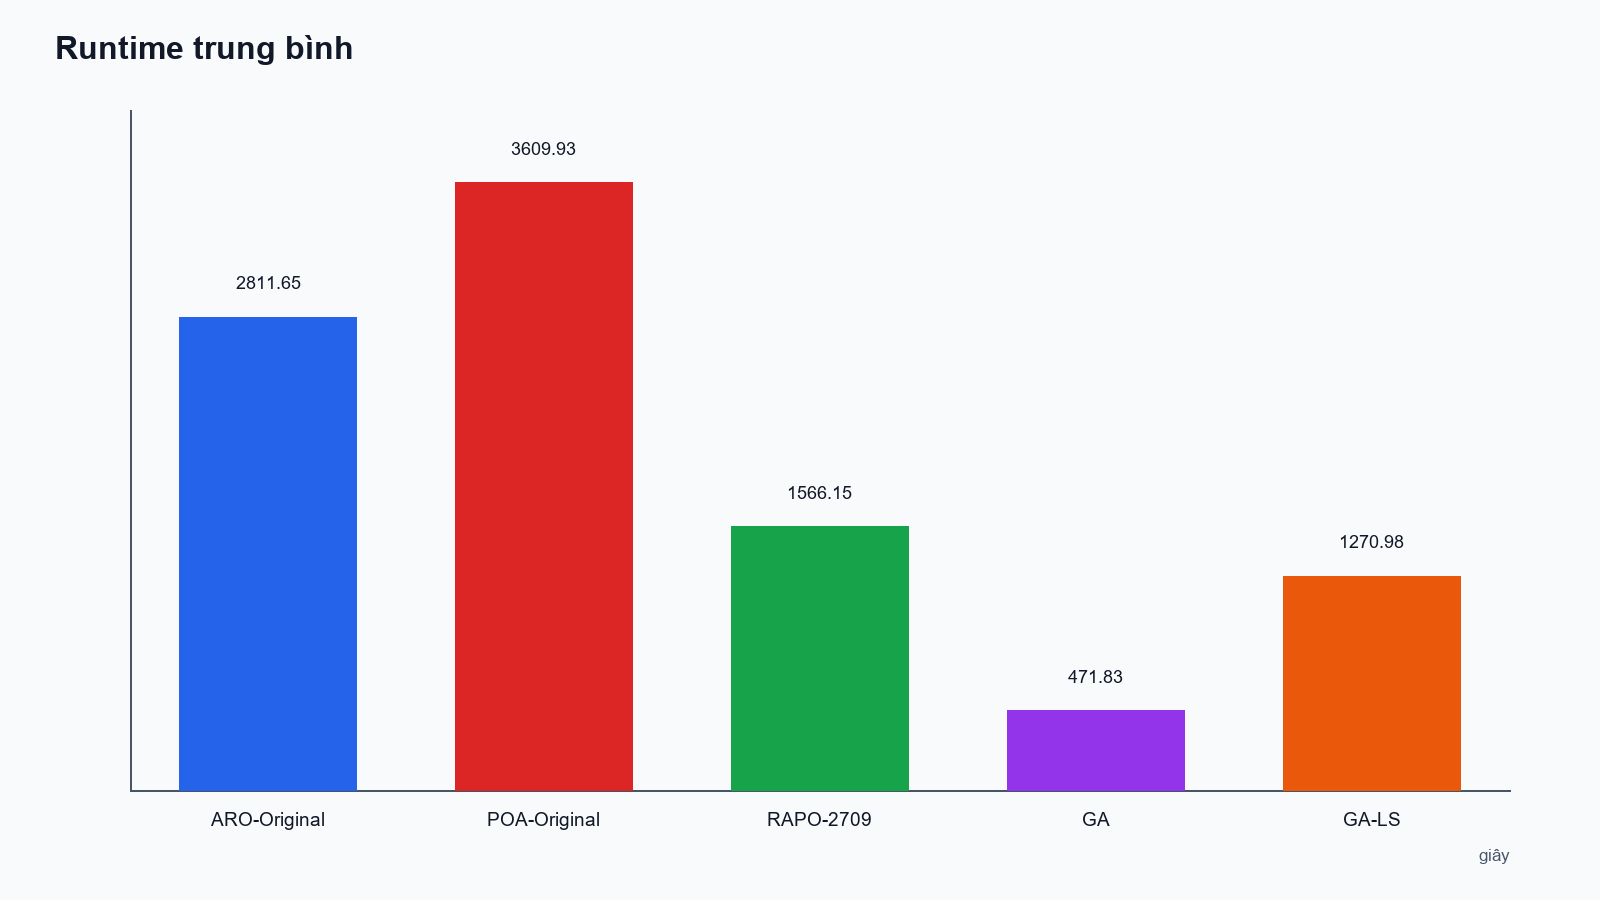 Runtime trung bình
3609.93
2811.65
1566.15
1270.98
471.83
ARO-Original
POA-Original
RAPO-2709
GA
GA-LS
giây